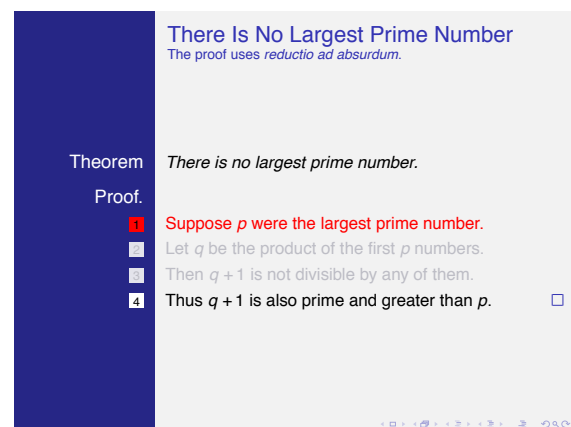 There Is No Largest Prime Number
The proof uses reductio ad absurdum.
Theorem There is no largest prime number.
Proof.
1 Suppose p were the largest prime number.
2 Let q be the product of the first p numbers.
3 Then q + 1 is not divisible by any of them.
4 Thus q + 1 is also prime and greater than p. □